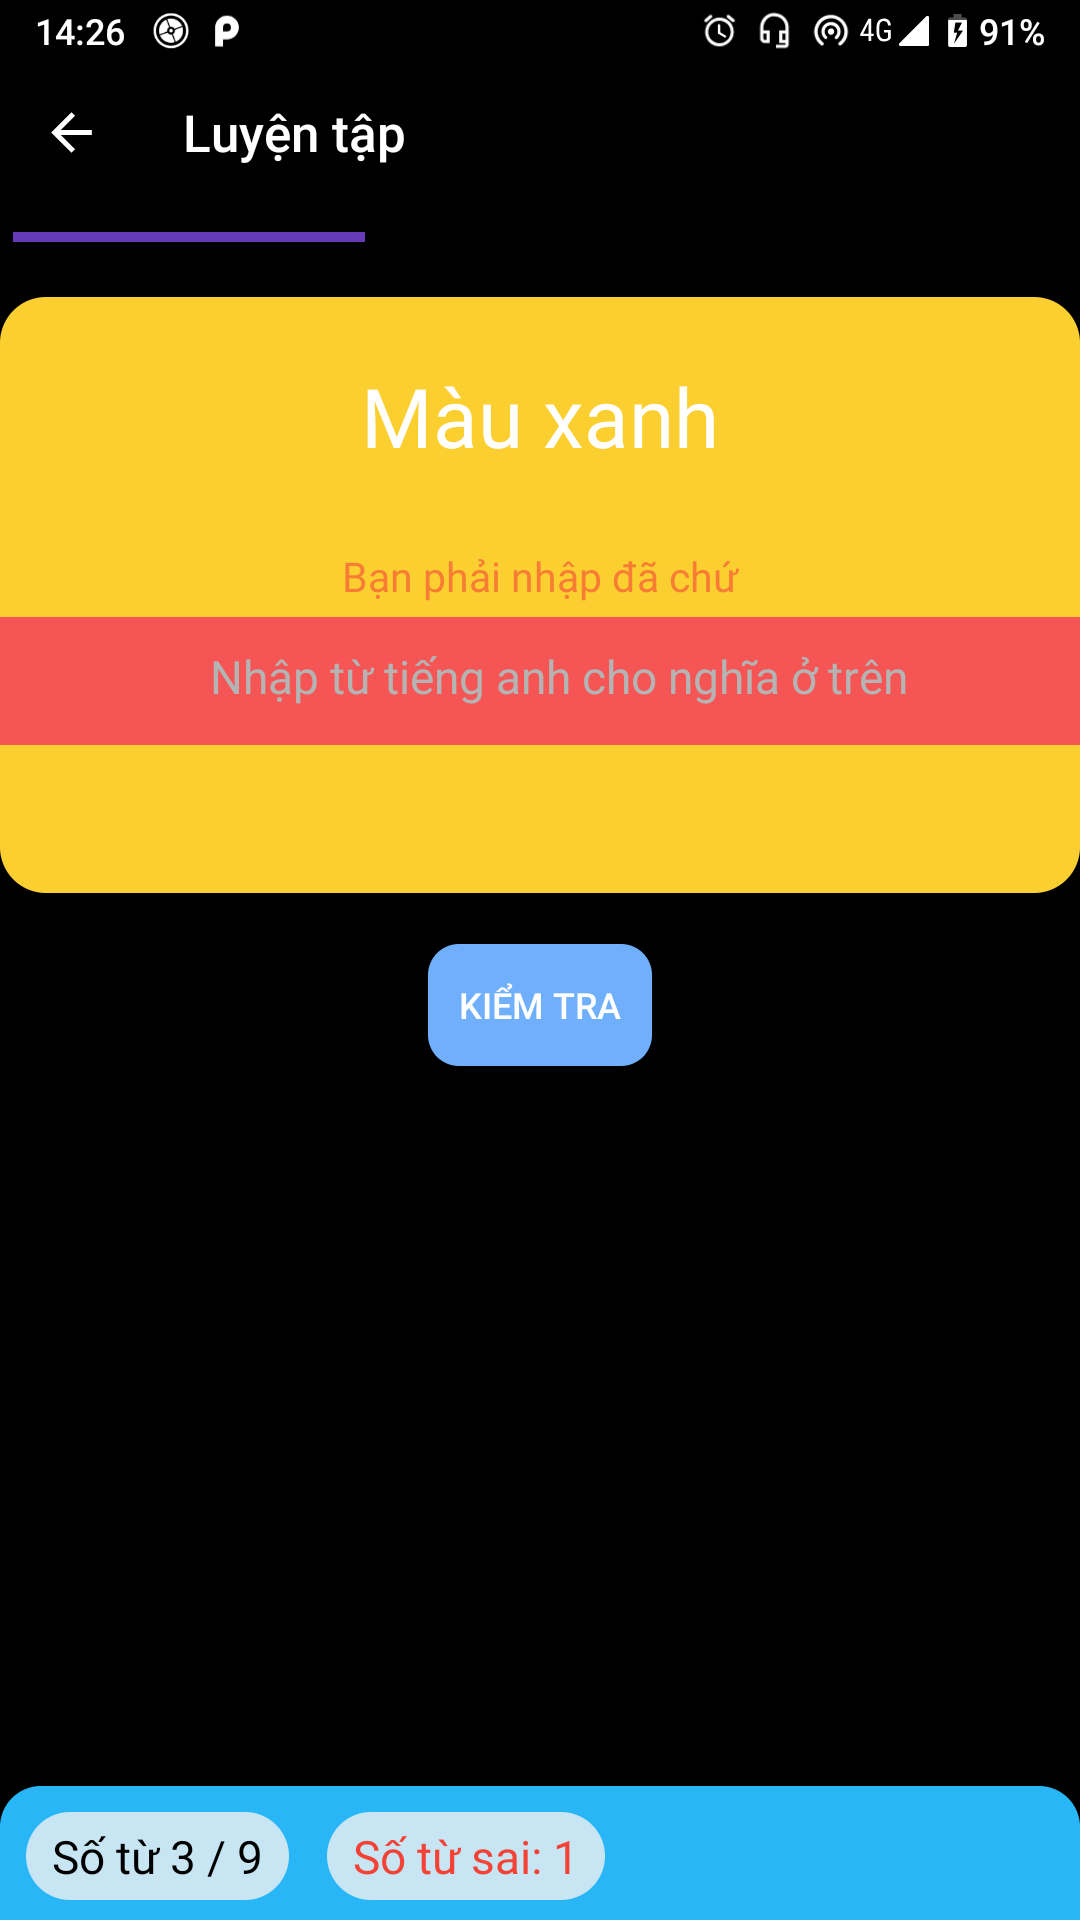 14:26 4G 91%
Luyện tập
Màu xanh
Bạn phải nhập đã chứ
Nhập từ tiếng anh cho nghĩa ở trên
KIỂM TRA
Số từ 3 / 9 Số từ sai: 1